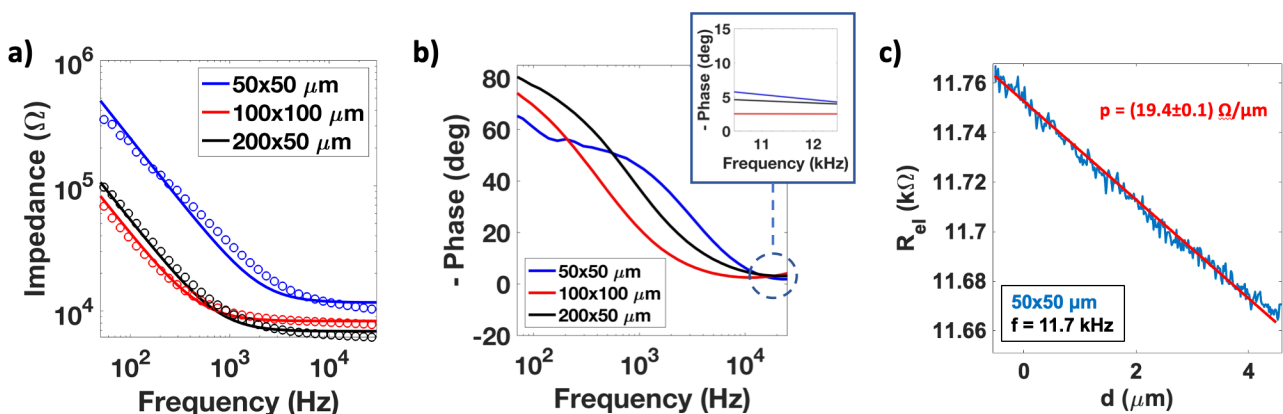 a)
10^6
10^5
10^4
Impedance (Ω)
50x50 μm
100x100 μm
200x50 μm
10^2
10^3
10^4
Frequency (Hz)
b)
80
60
40
20
0
-20
- Phase (deg)
50x50 μm
100x100 μm
200x50 μm
10^2
10^3
10^4
Frequency (Hz)
15
10
5
0
- Phase (deg)
11
12
Frequency (kHz)
c)
11.76
11.74
11.72
11.7
11.68
11.66
R_el (kΩ)
p = (19.4±0.1) Ω/μm
50x50 μm
f = 11.7 kHz
0
2
4
d (μm)